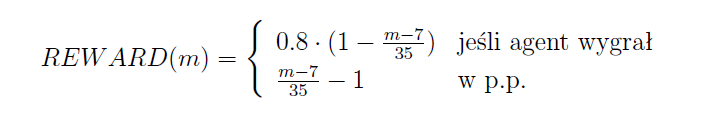 REWARD(m) = { 0.8 · (1 − (m−7)/35) jeśli agent wygrał
(m−7)/35 − 1 w p.p.